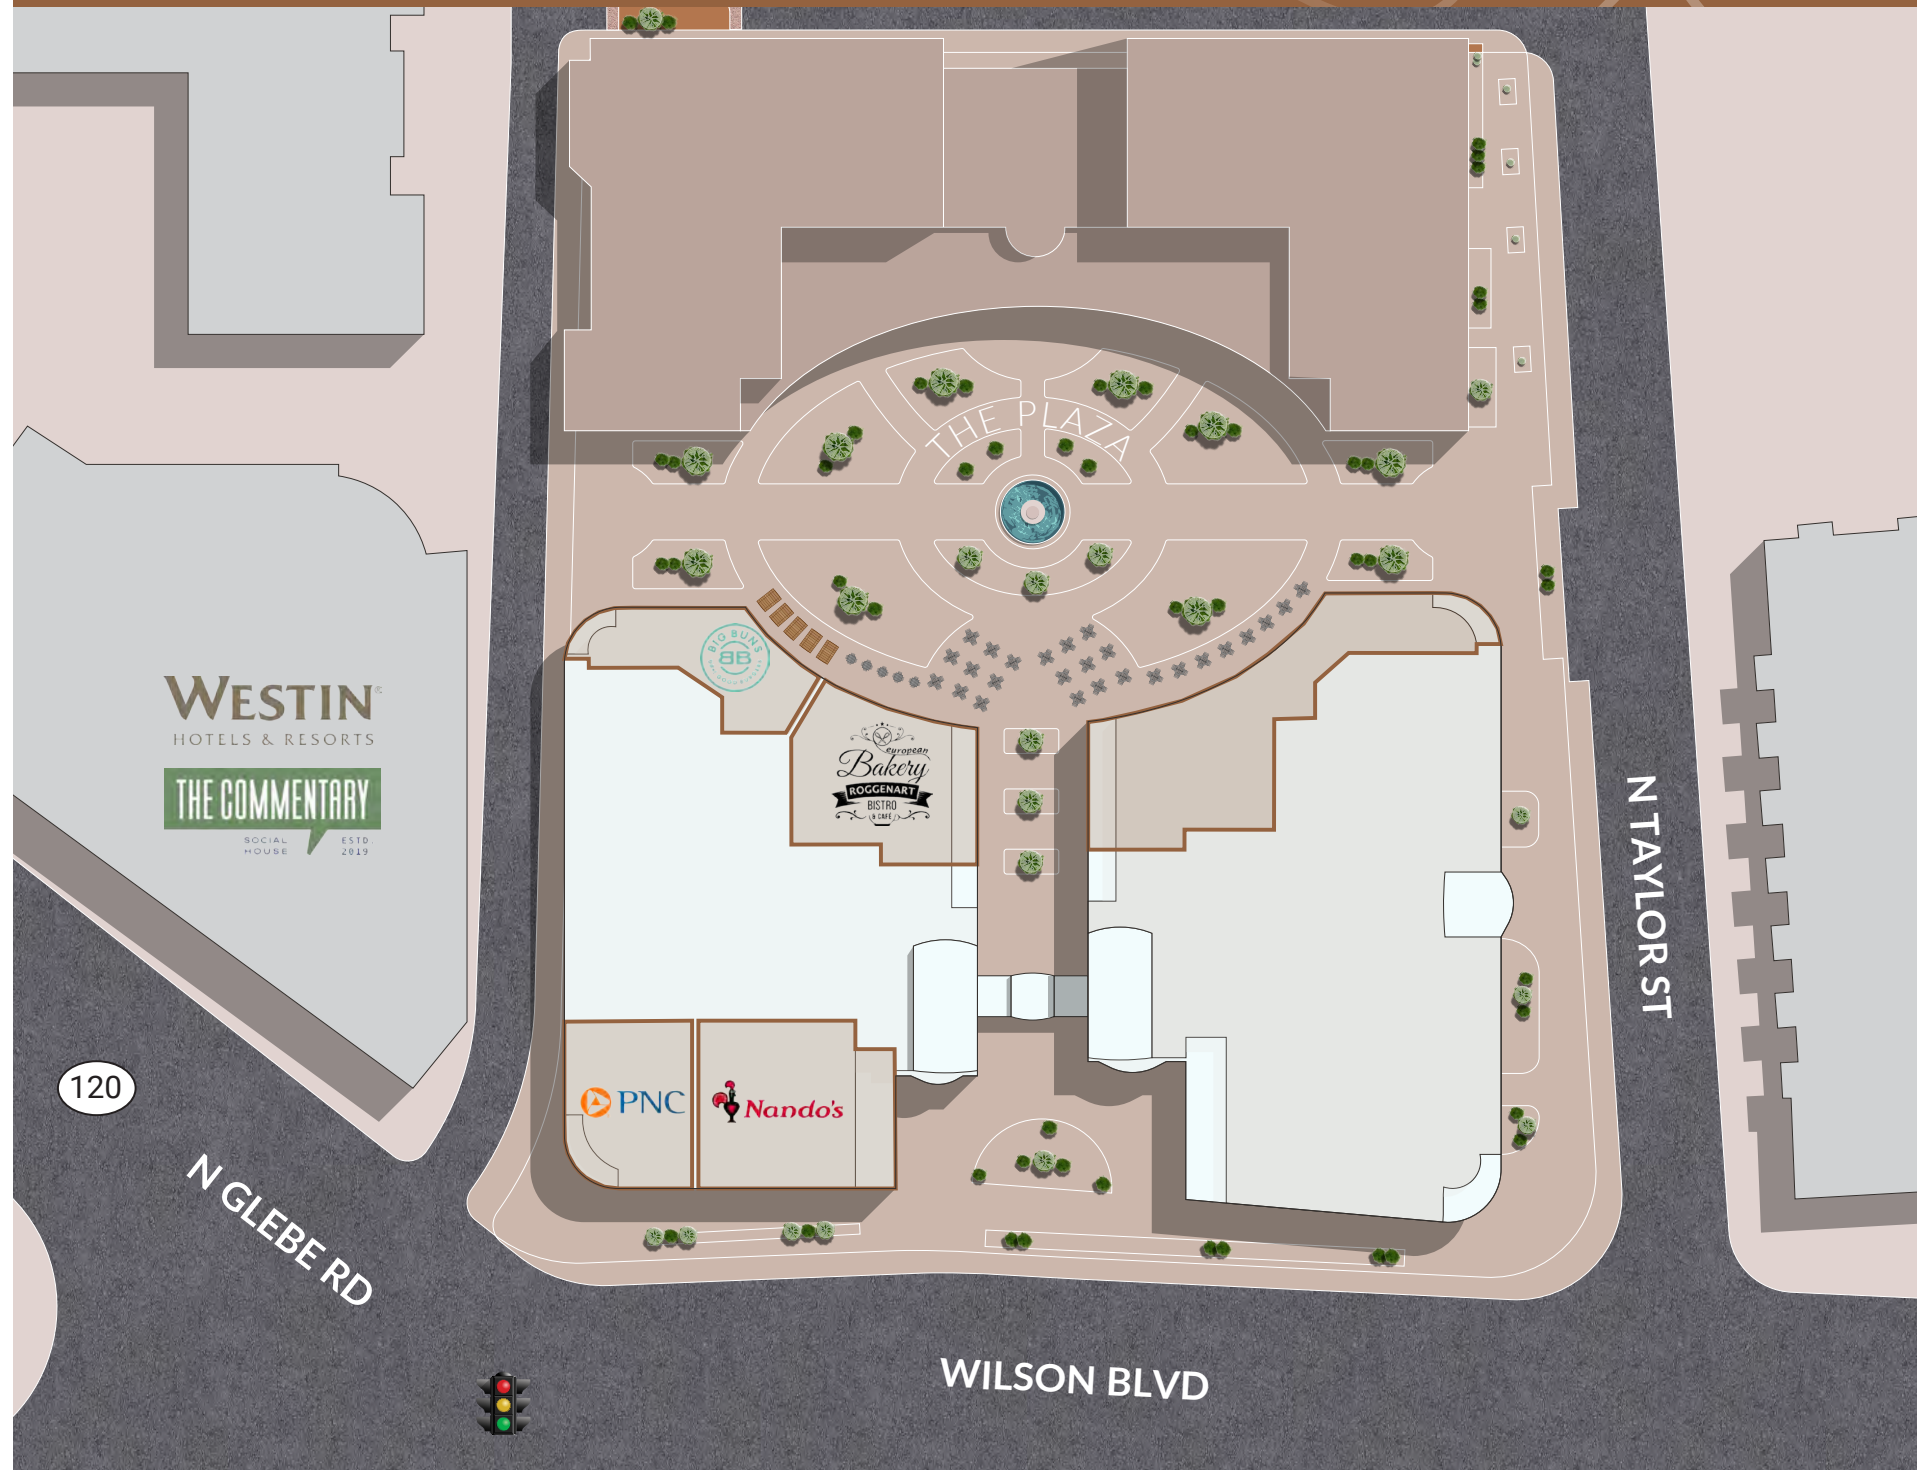 THE PLAZA
BIG BUNS
BB
european
Bakery
ROGGENART
BISTRO
& CAFÉ
WESTIN
HOTELS & RESORTS
THE COMMENTARY
SOCIAL HOUSE
ESTD. 2019
N TAYLOR ST
PNC
Nando's
120
N GLEBE RD
WILSON BLVD